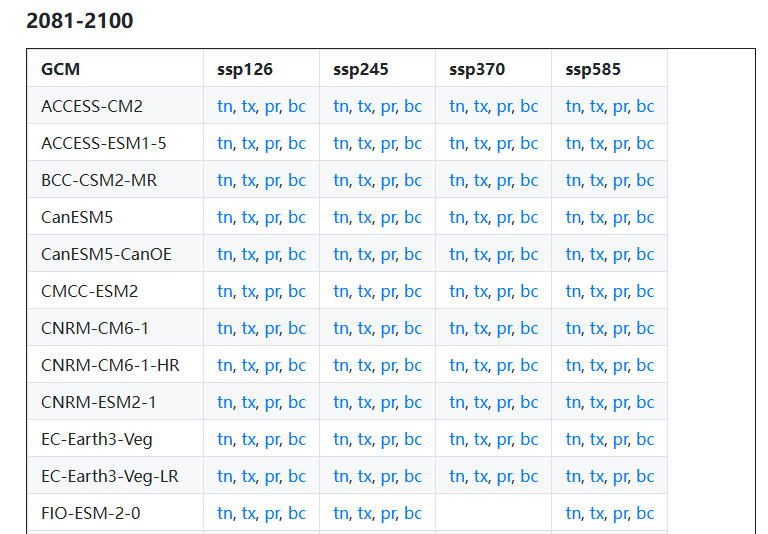 2081-2100
GCM ssp126 ssp245 ssp370 ssp585
ACCESS-CM2 tn, tx, pr, bc tn, tx, pr, bc tn, tx, pr, bc tn, tx, pr, bc
ACCESS-ESM1-5 tn, tx, pr, bc tn, tx, pr, bc tn, tx, pr, bc tn, tx, pr, bc
BCC-CSM2-MR tn, tx, pr, bc tn, tx, pr, bc tn, tx, pr, bc tn, tx, pr, bc
CanESM5 tn, tx, pr, bc tn, tx, pr, bc tn, tx, pr, bc tn, tx, pr, bc
CanESM5-CanOE tn, tx, pr, bc tn, tx, pr, bc tn, tx, pr, bc tn, tx, pr, bc
CMCC-ESM2 tn, tx, pr, bc tn, tx, pr, bc tn, tx, pr, bc tn, tx, pr, bc
CNRM-CM6-1 tn, tx, pr, bc tn, tx, pr, bc tn, tx, pr, bc tn, tx, pr, bc
CNRM-CM6-1-HR tn, tx, pr, bc tn, tx, pr, bc tn, tx, pr, bc tn, tx, pr, bc
CNRM-ESM2-1 tn, tx, pr, bc tn, tx, pr, bc tn, tx, pr, bc tn, tx, pr, bc
EC-Earth3-Veg tn, tx, pr, bc tn, tx, pr, bc tn, tx, pr, bc tn, tx, pr, bc
EC-Earth3-Veg-LR tn, tx, pr, bc tn, tx, pr, bc tn, tx, pr, bc tn, tx, pr, bc
FIO-ESM-2-0 tn, tx, pr, bc tn, tx, pr, bc tn, tx, pr, bc